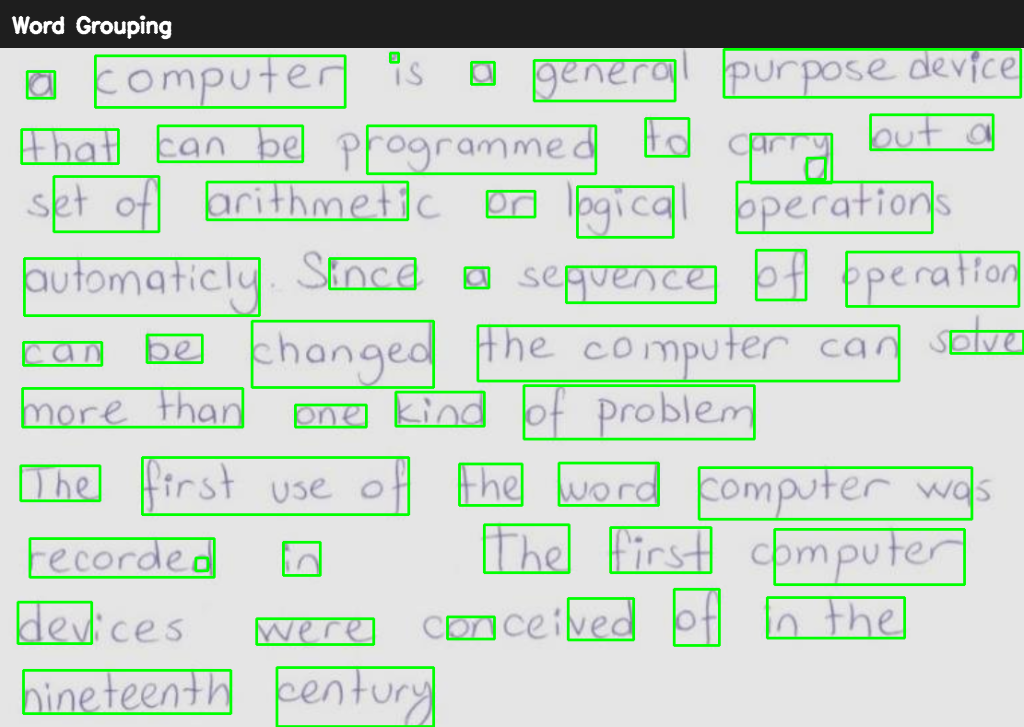 Word Grouping
a computer is a general purpose device
that can be programmed to carry out a
set of arithmetic or logical operations
automaticly. Since a sequence of operation
can be changed the computer can solve
more than one kind of problem
The first use of the word computer was
recorded in The first computer
devices were conceived of in the
nineteenth century